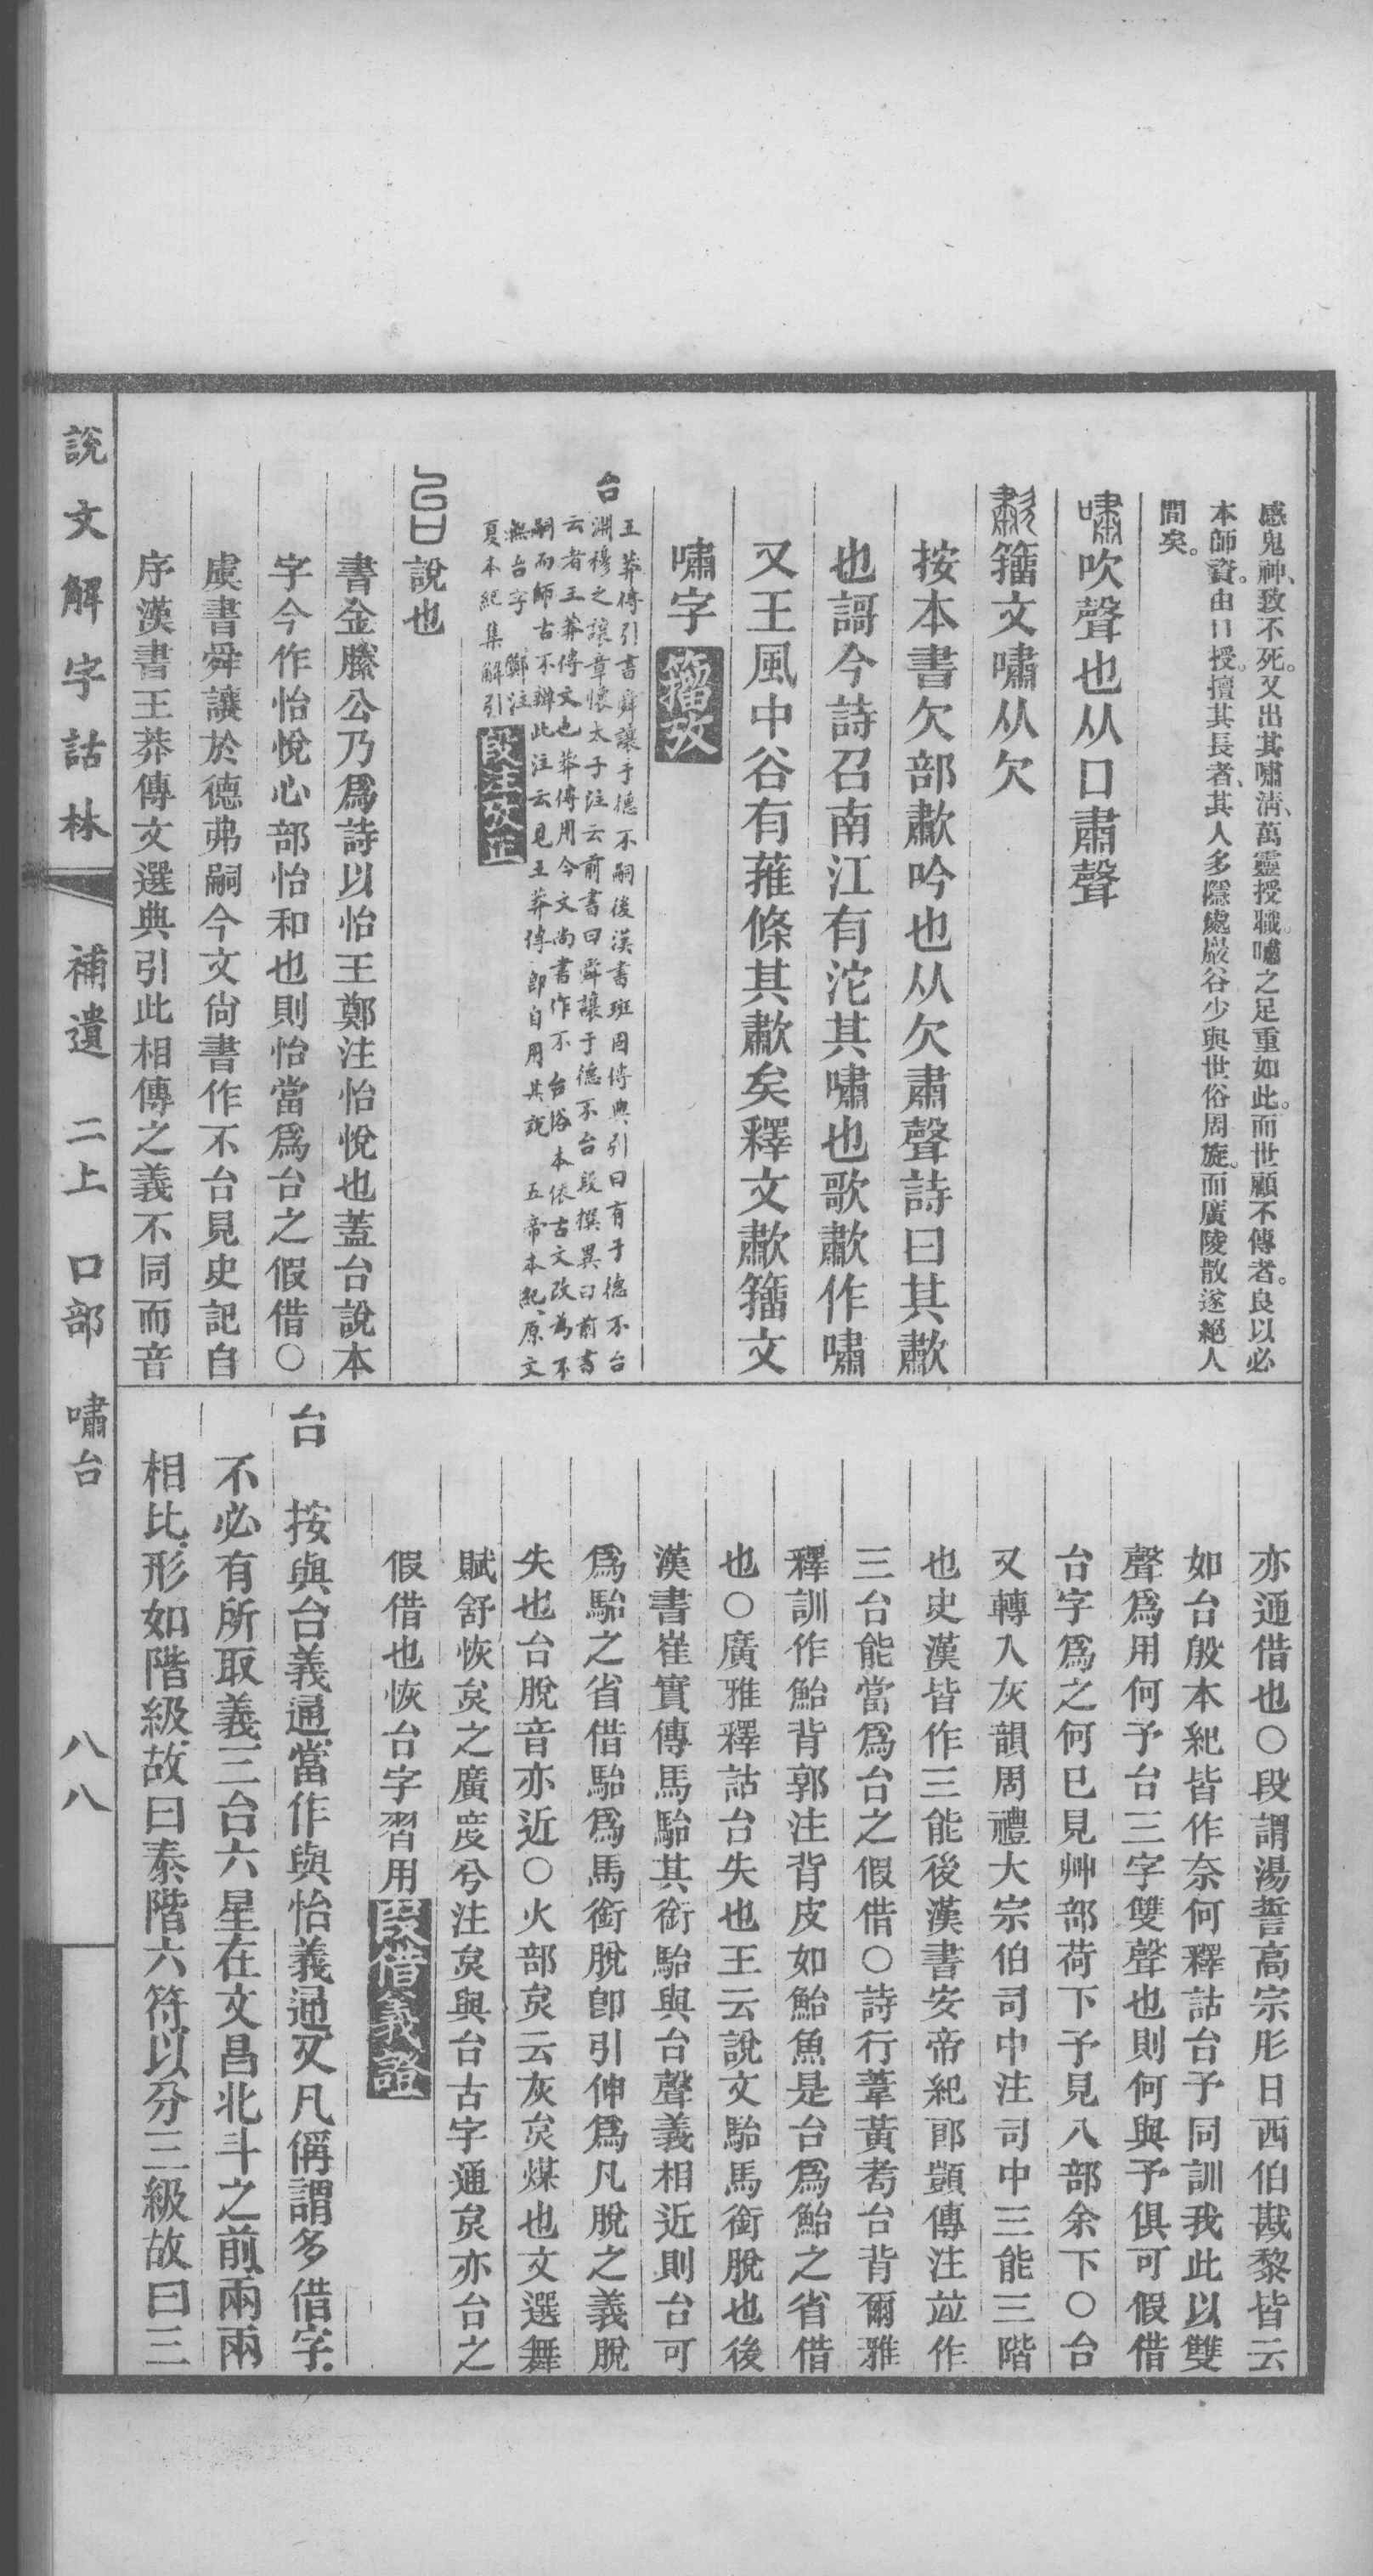 感鬼神、致不死。又出其嘯清、萬靈授職。嘯之足重如此。而世顧不傳者。良以必
本師資。由口授。擅其長者、其人多隱處巖谷少與世俗周旋。而廣陵散遂絕人
間矣。
嘯吹聲也从口肅聲
歗籀文嘯从欠
按本書欠部歗吟也从欠肅聲詩曰其歗
也謌今詩召南江有沱其嘯也歌歗作嘯
又王風中谷有蓷條其歗矣釋文歗籀文
嘯字 籀攷
台
王莽傳引書舜讓于德不嗣後漢書班固傳典引曰有于德不台
淵穆之讓章懷太子注云前書曰舜讓于德不台段撰異曰前書
云者王莽傳文也莽傳用今文尚書作不台俗本依古文改為不
嗣而師古不辯此注云見王莽傳卽自用其說 五帝本紀、原文
無台字 鄭注
夏本紀集解引 段注攷正
台說也
書金縢公乃爲詩以怡王鄭注怡悅也蓋台說本
字今作怡悅心部怡和也則怡當爲台之假借〇
虞書舜讓於德弗嗣今文尙書作不台見史記自
序漢書王莽傳文選典引此相傳之義不同而音
亦通借也〇段謂湯誓高宗肜日西伯戡黎皆云
如台殷本紀皆作奈何釋詁台予同訓我此以雙
聲爲用何予台三字雙聲也則何與予俱可假借
台字爲之何已見艸部荷下予見八部余下〇台
又轉入灰韻周禮大宗伯司中注司中三能三階
也史漢皆作三能後漢書安帝紀郎顗傳注竝作
三台能當爲台之假借〇詩行葦黃耇台背爾雅
釋訓作鮐背郭注背皮如鮐魚是台爲鮐之省借
也〇廣雅釋詁台失也王云說文駘馬銜脫也後
漢書崔寔傳馬駘其銜駘與台聲義相近則台可
爲駘之省借駘爲馬銜脫卽引伸爲凡脫之義脫
失也台脫音亦近〇火部炱云灰炱煤也文選舞
賦舒恢炱之廣度兮注炱與台古字通炱亦台之
假借也恢台字習用 段借義證
台 按與台義通、當作與怡義通、又凡偁謂多借字、
不必有所取義、三台六星、在文昌北斗之前、兩兩
相比、形如階級、故曰泰階六符、以分三級故曰三
說文解字詁林 補遺 二上 口部 嘯台 八八